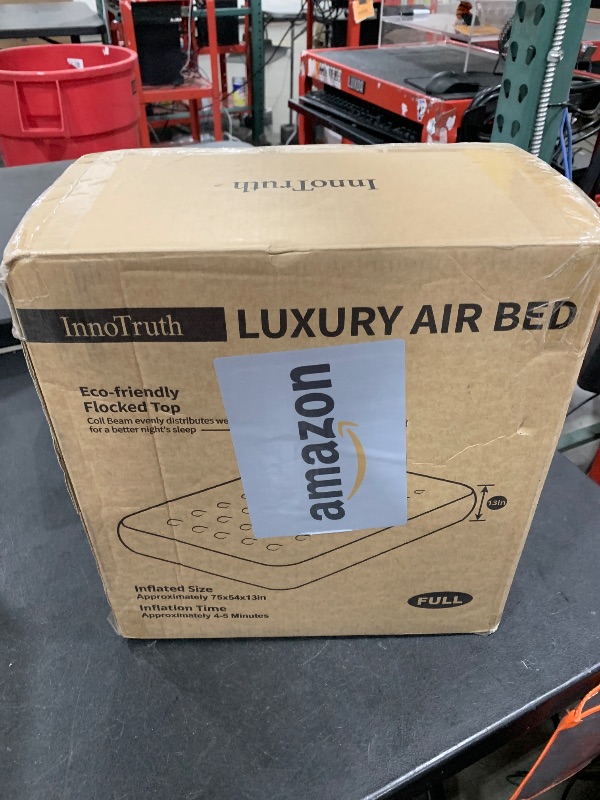 InnoTruth
InnoTruth
LUXURY AIR BED
Eco-friendly
Flocked Top
Coil Beam evenly distributes we
for a better night's sleep
amazon
13in
Inflated Size
Approximately 75x54x13in
Inflation Time
Approximately 4-5 Minutes
FULL